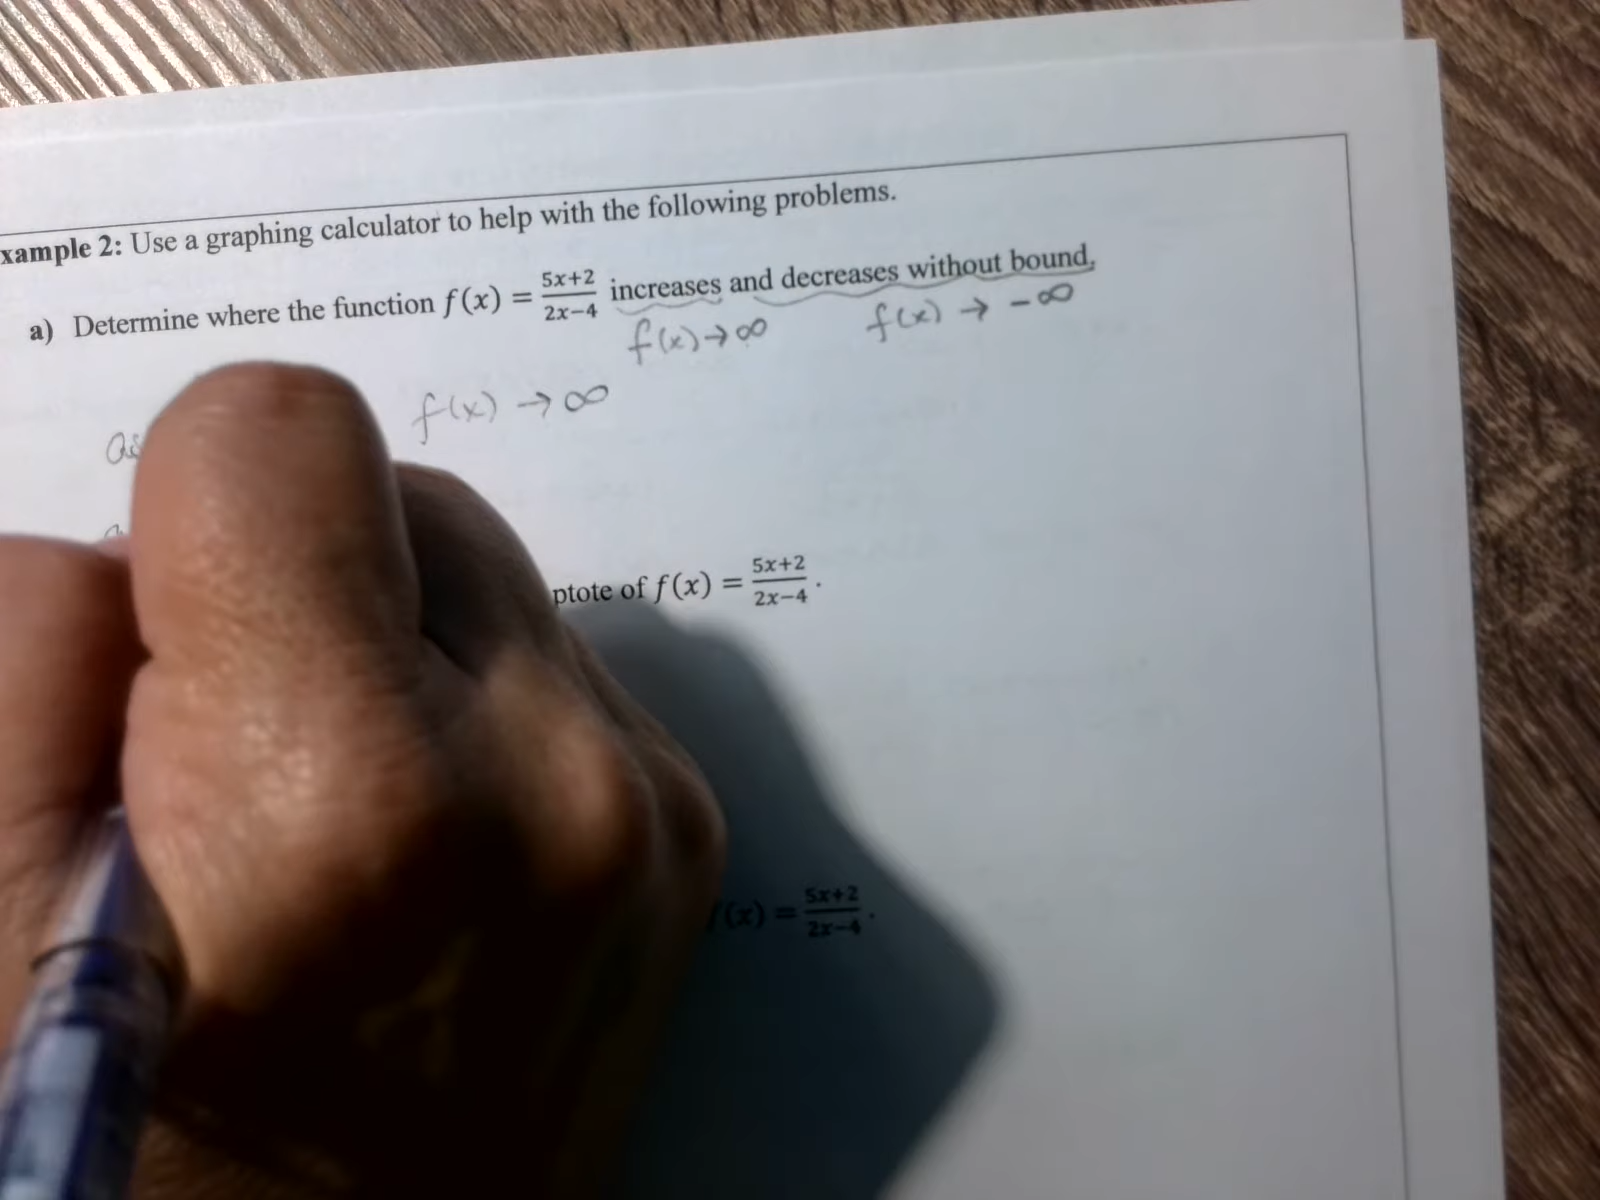 xample 2: Use a graphing calculator to help with the following problems.
a) Determine where the function f(x) = 5x+2/2x−4 increases and decreases without bound.
f(x)→∞ f(x) → −∞
as f(x) → ∞
ptote of f(x) = 5x+2/2x−4 .
f(x) = 5x+2/2x−4 .